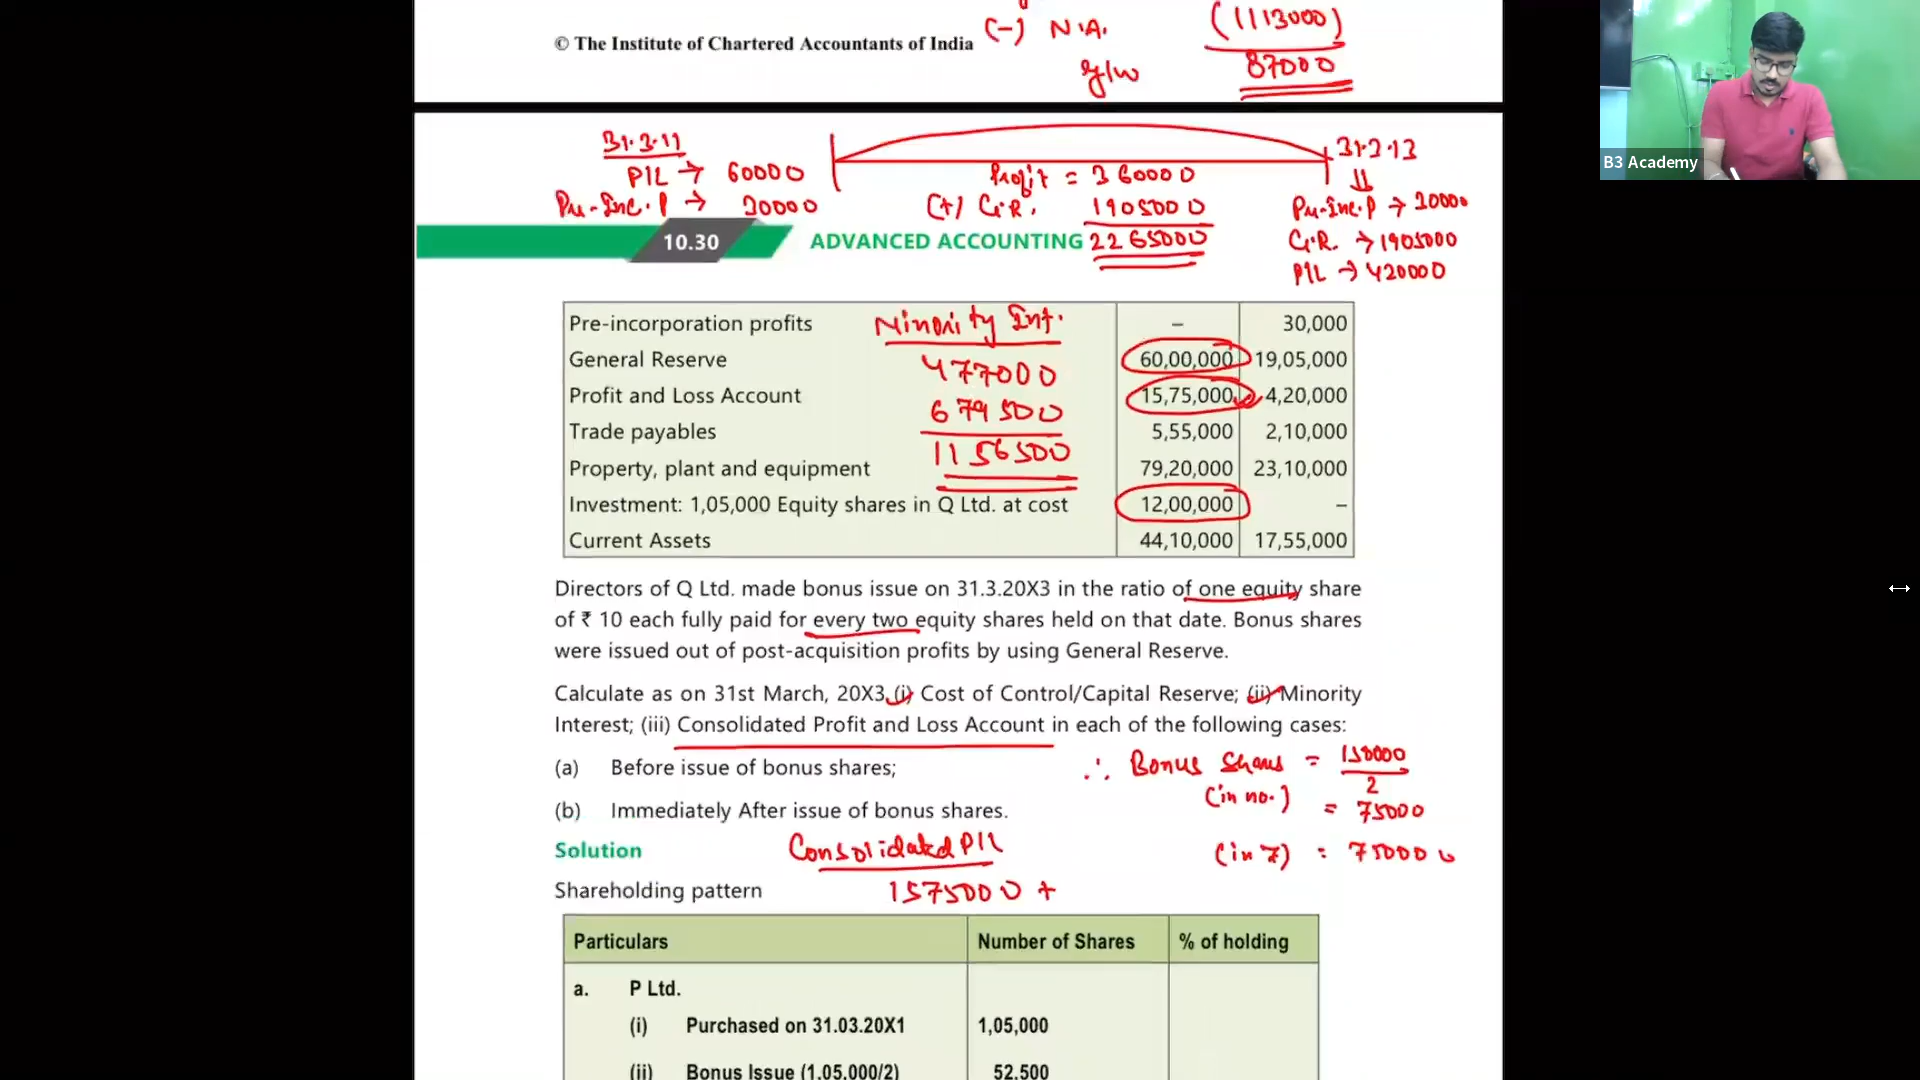 (-) N.A. (1113000)
© The Institute of Chartered Accountants of India
g/w 87000
B3 Academy
31.3.11 31.3.13
P/L → 60000 Profit = 360000
Pre-Inc. P → 30000 (+) G.R. 1905000 Pre-Inc. P → 30000
10.30 ADVANCED ACCOUNTING 2265000 G.R. → 1905000
P/L → 420000
Minority Int.
Pre-incorporation profits – 30,000
477000
General Reserve 60,00,000 19,05,000
679500
Profit and Loss Account 15,75,000 4,20,000
1156500
Trade payables 5,55,000 2,10,000
Property, plant and equipment 79,20,000 23,10,000
Investment: 1,05,000 Equity shares in Q Ltd. at cost 12,00,000 –
Current Assets 44,10,000 17,55,000
Directors of Q Ltd. made bonus issue on 31.3.20X3 in the ratio of one equity share
of ₹ 10 each fully paid for every two equity shares held on that date. Bonus shares
were issued out of post-acquisition profits by using General Reserve.
Calculate as on 31st March, 20X3 (i) Cost of Control/Capital Reserve; (ii) Minority
Interest; (iii) Consolidated Profit and Loss Account in each of the following cases:
(a) Before issue of bonus shares;
∴ Bonus Shares = 150000/2
(in no.) = 75000
(b) Immediately After issue of bonus shares.
Solution Consolidated P/L (in ₹) = 750000
Shareholding pattern 1575000 +
Particulars Number of Shares % of holding
a. P Ltd.
(i) Purchased on 31.03.20X1 1,05,000
(ii) Bonus Issue (1,05,000/2) 52,500